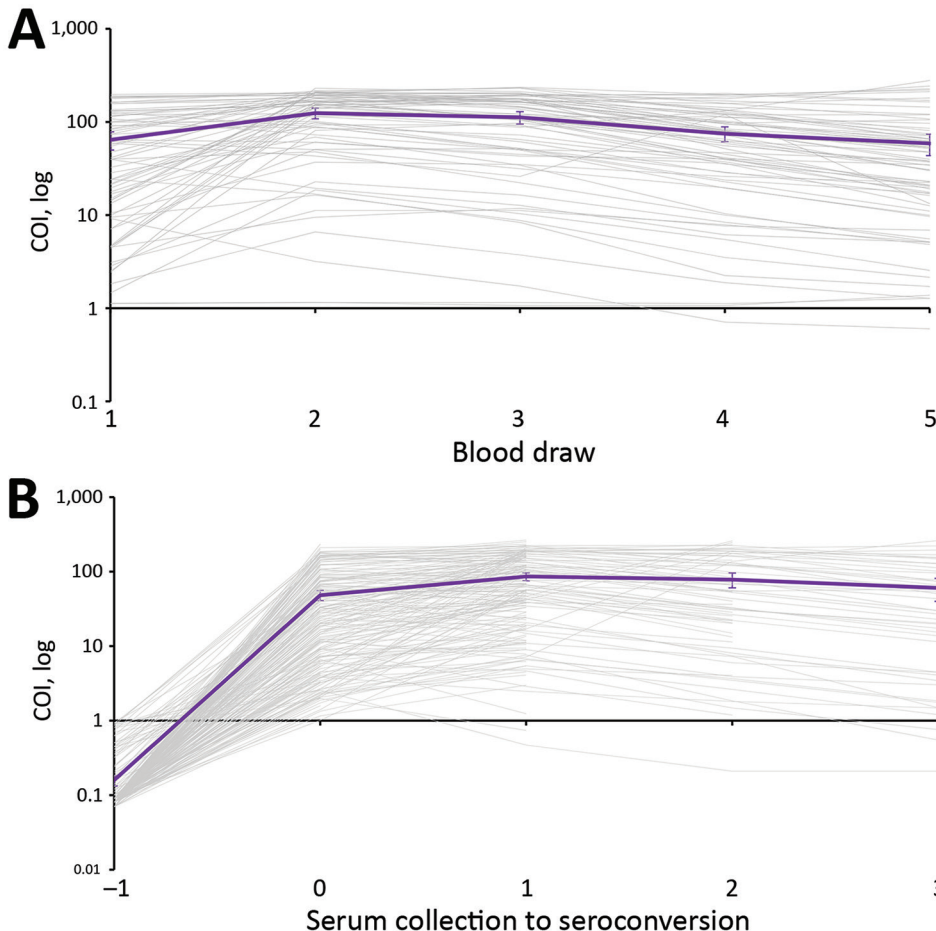 A
1,000
100
10
1
0.1
COI, log
1 2 3 4 5
Blood draw
B
1,000
100
10
1
0.1
0.01
COI, log
–1 0 1 2 3
Serum collection to seroconversion